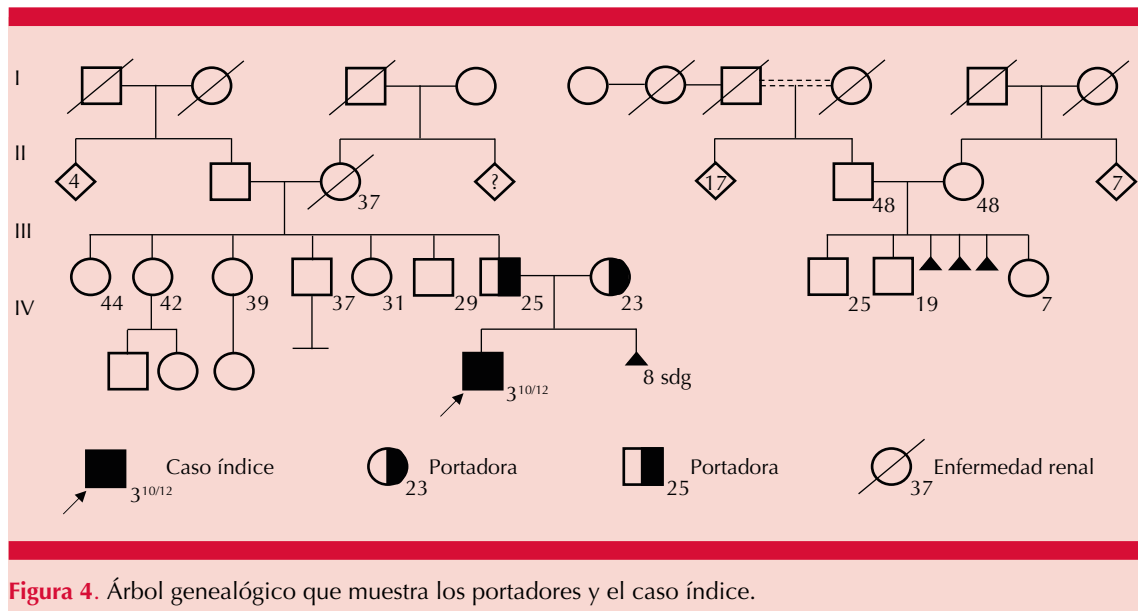 I
II
4
37
?
17
48
48
7
III
44
42
39
37
31
29
25
23
25
19
7
IV
3 10/12
8 sdg
Caso índice
3 10/12
Portadora
23
Portadora
25
Enfermedad renal
37
Figura 4. Árbol genealógico que muestra los portadores y el caso índice.